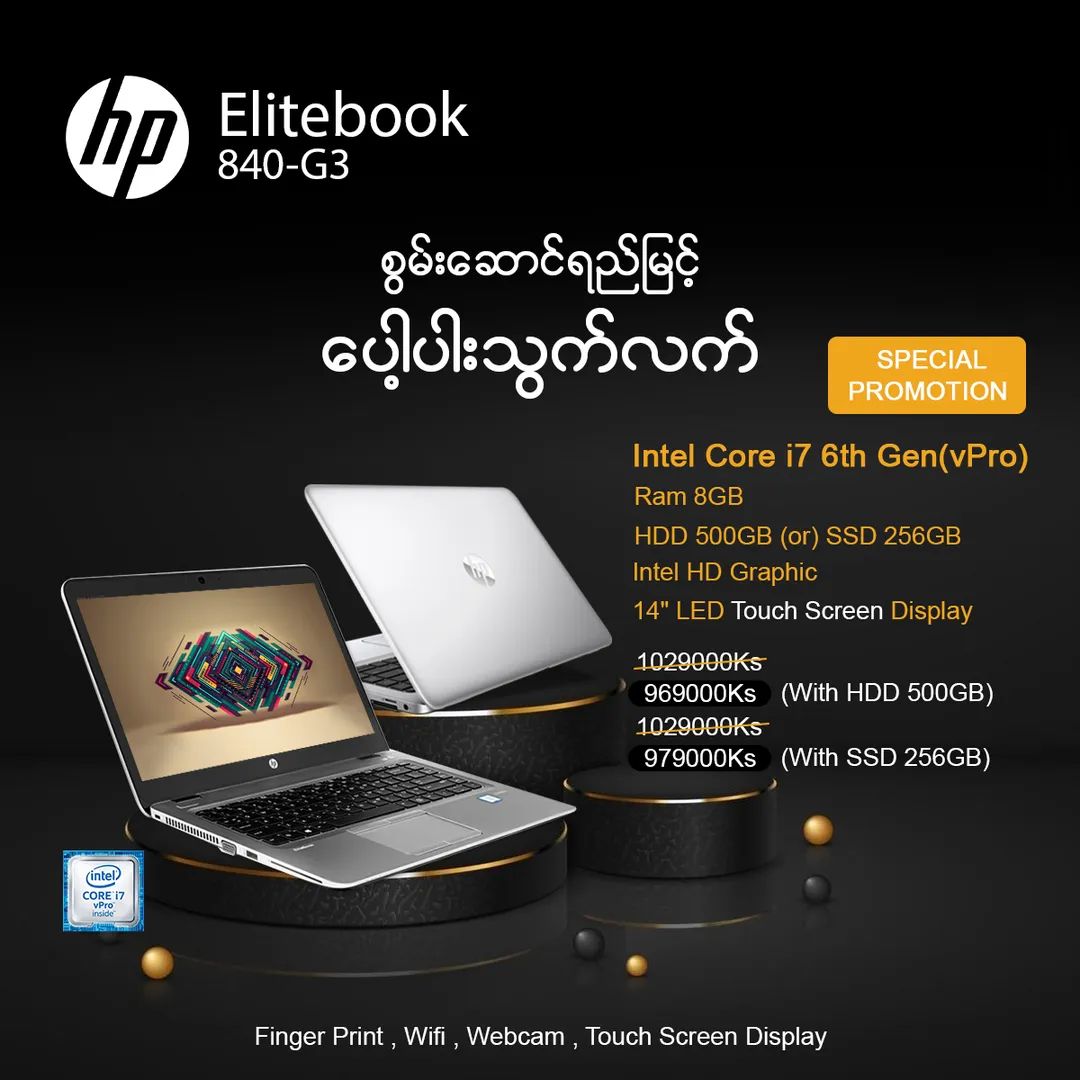 hp
Elitebook
840-G3
စွမ်းဆောင်ရည်မြင့်
ပေါ့ပါးသွက်လက်
SPECIAL
PROMOTION
Intel Core i7 6th Gen(vPro)
Ram 8GB
HDD 500GB (or) SSD 256GB
Intel HD Graphic
14" LED Touch Screen Display
1029000Ks
969000Ks (With HDD 500GB)
1029000Ks
979000Ks (With SSD 256GB)
hp
hp
intel
CORE i7
vPro
inside
Finger Print , Wifi , Webcam , Touch Screen Display